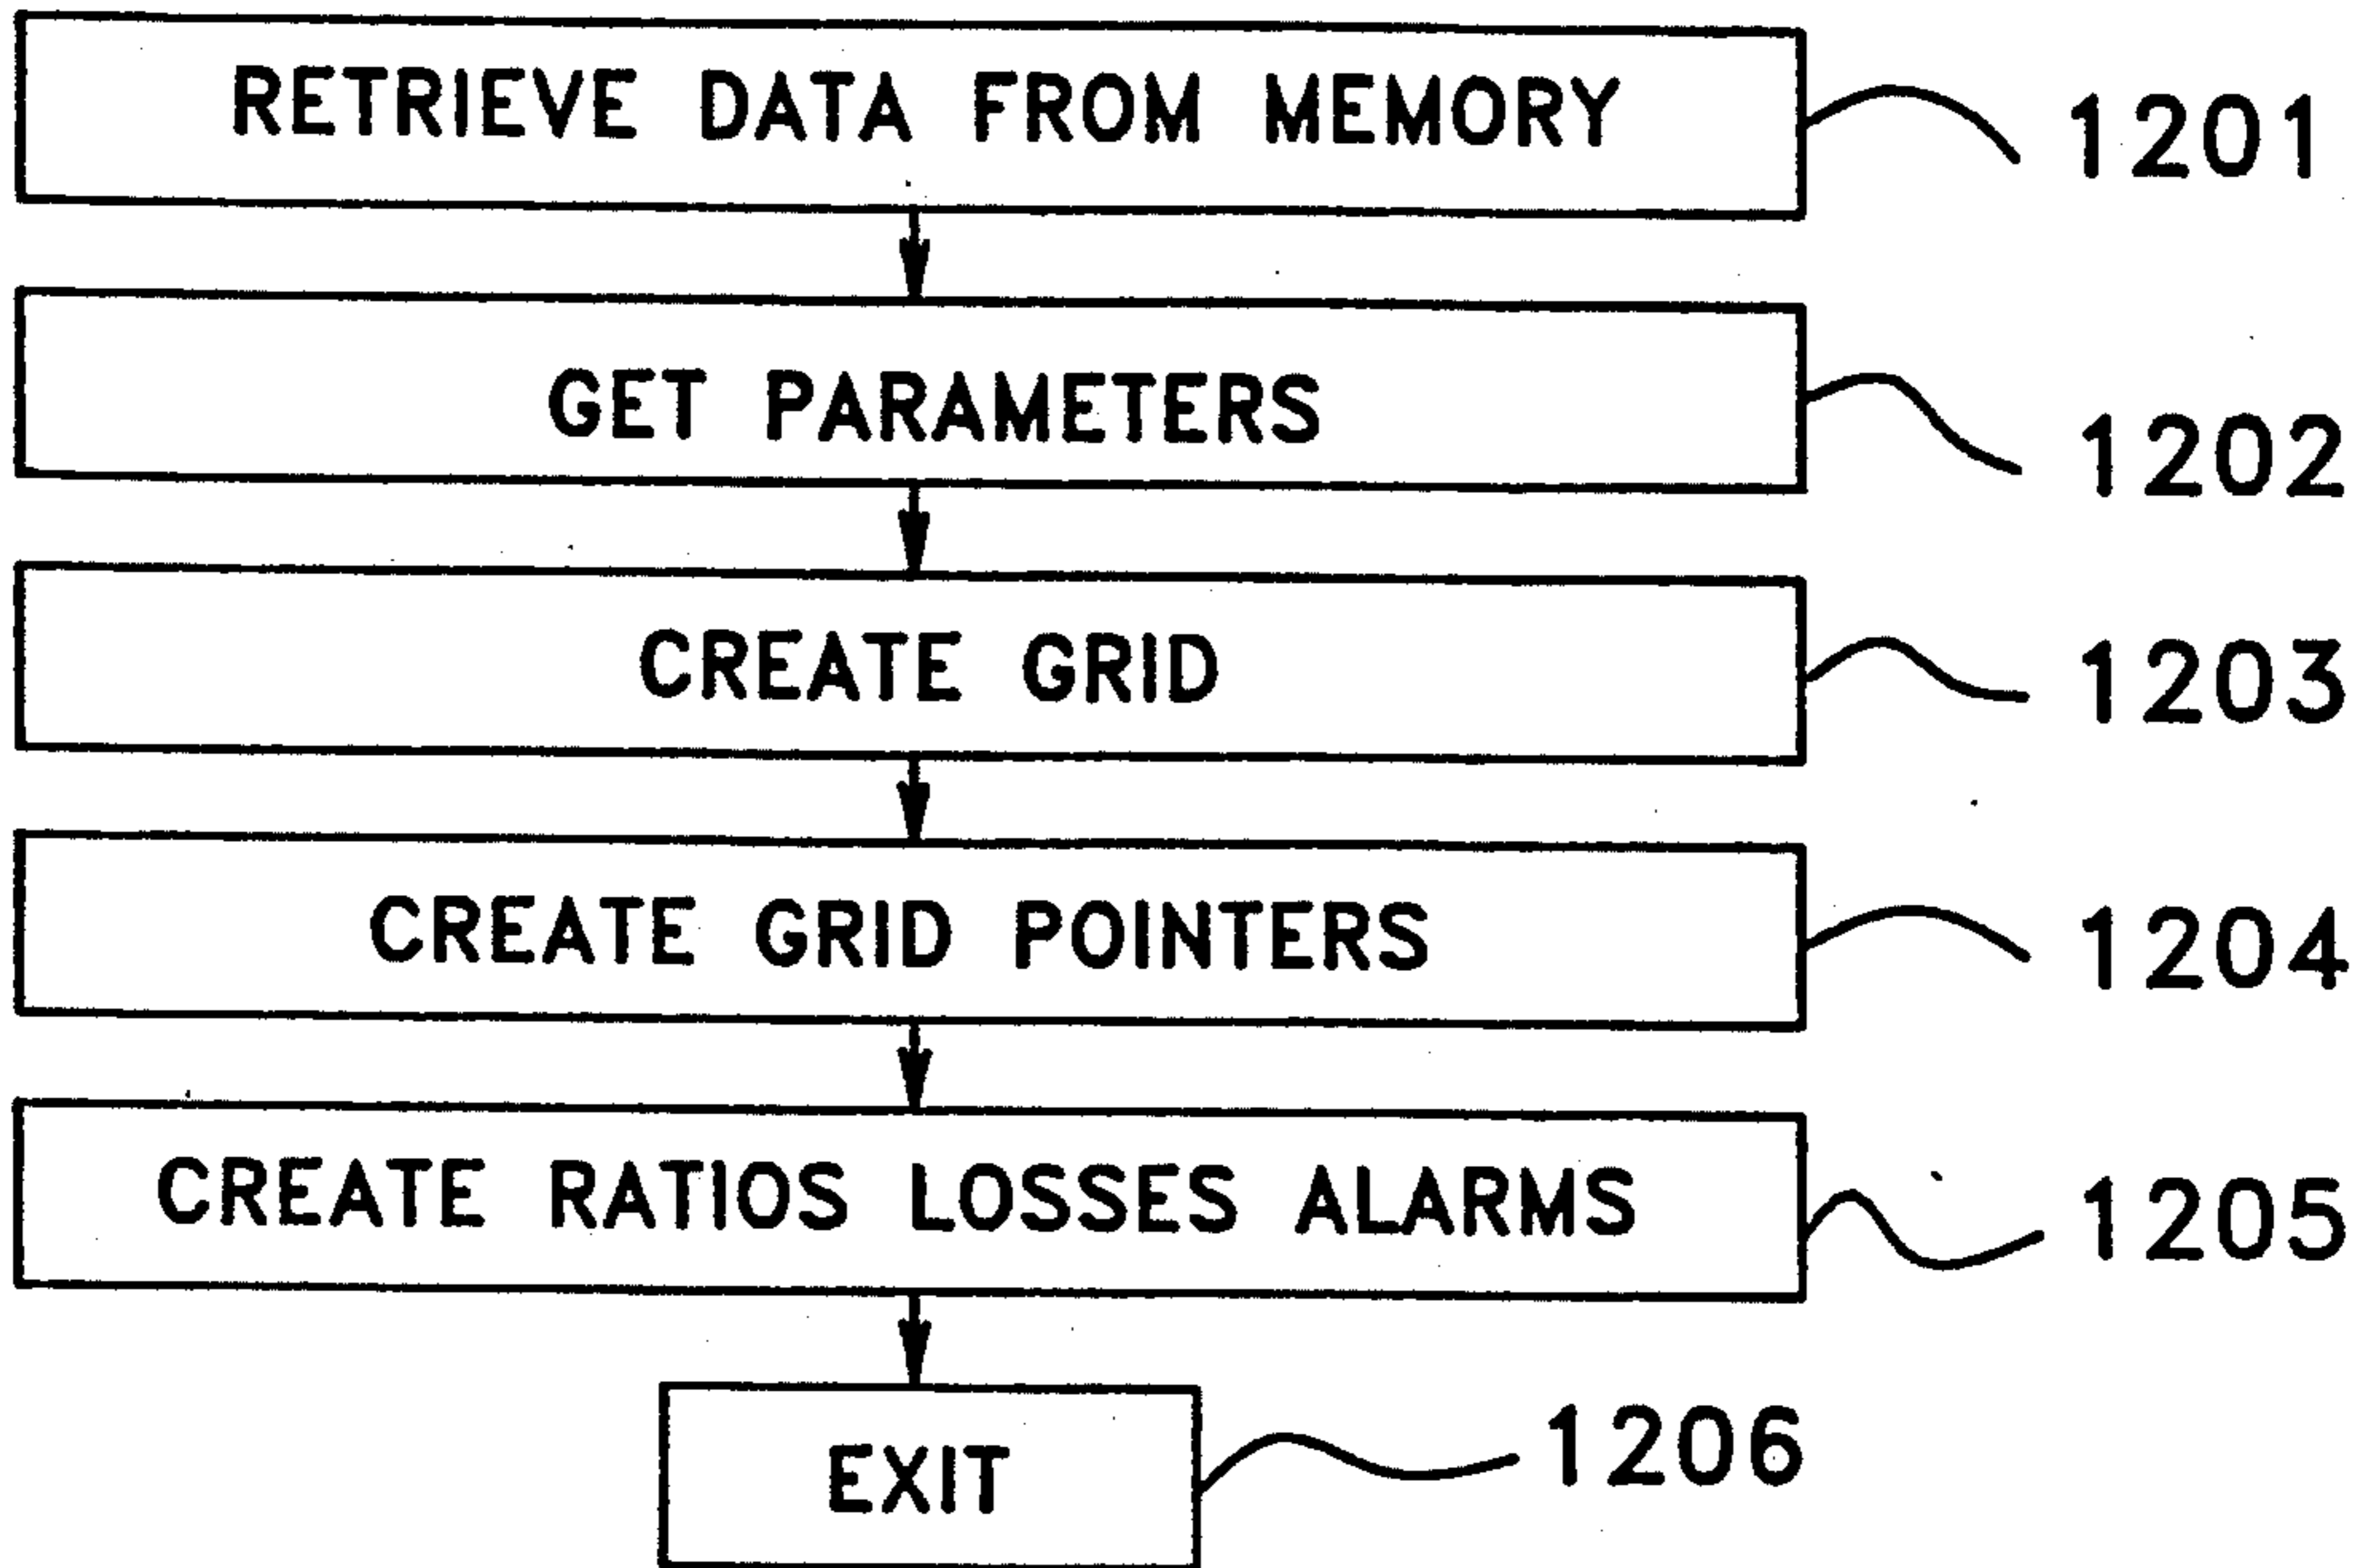 RETRIEVE DATA FROM MEMORY 1201
GET PARAMETERS 1202
CREATE GRID 1203
CREATE GRID POINTERS 1204
CREATE RATIOS LOSSES ALARMS 1205
EXIT 1206